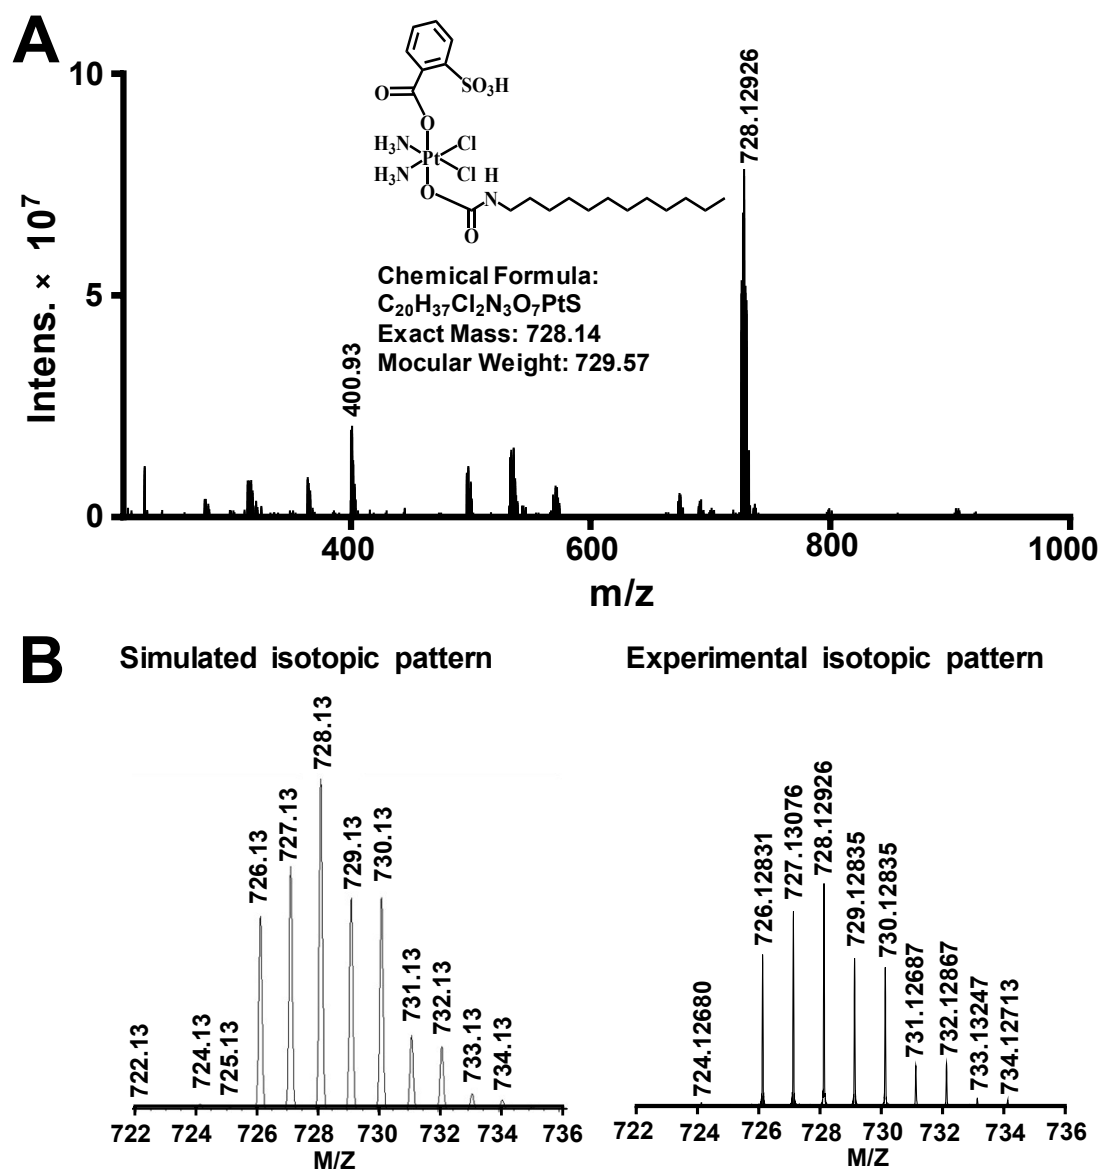 A
10
5
0
Intens. × 10⁷
400.93
728.12926
SO₃H
O
O
H₃N
Cl
Pt
H₃N
Cl
H
O
N
O
Chemical Formula:
C₂₀H₃₇Cl₂N₃O₇PtS
Exact Mass: 728.14
Mocular Weight: 729.57
400
600
800
1000
m/z
B
Simulated isotopic pattern
722.13
724.13
725.13
726.13
727.13
728.13
729.13
730.13
731.13
732.13
733.13
734.13
722 724 726 728 730 732 734 736
M/Z
Experimental isotopic pattern
724.12680
726.12831
727.13076
728.12926
729.12835
730.12835
731.12687
732.12867
733.13247
734.12713
722 724 726 728 730 732 734 736
M/Z